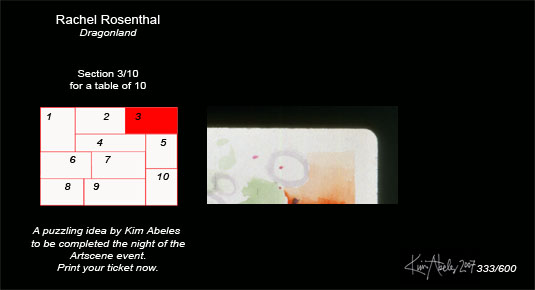 Rachel Rosenthal
Dragonland
Section 3/10
for a table of 10
1 2 3
4 5
6 7
8 9 10
A puzzling idea by Kim Abeles
to be completed the night of the
Artscene event.
Print your ticket now.
Kim Abeles 2007 333/600